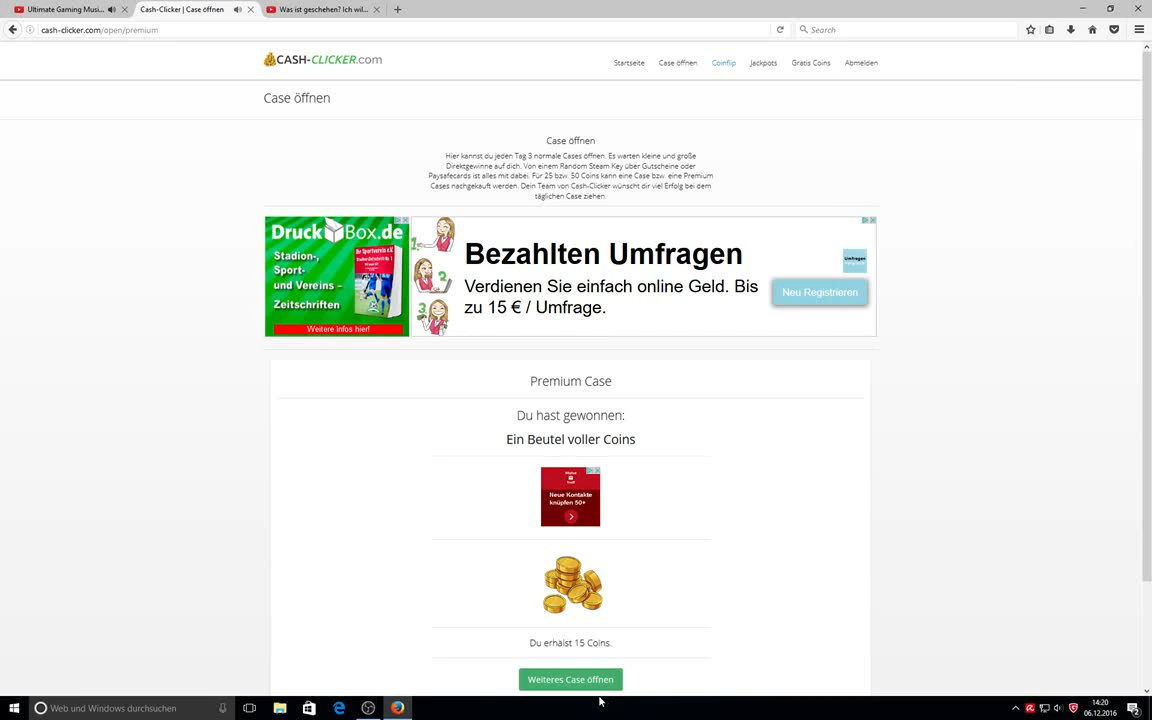 Ultimate Gaming Musi...
Cash-Clicker | Case öffnen
Was ist geschehen? Ich wil...
cash-clicker.com/open/premium
Search
CASH-CLICKER.com
Startseite
Case öffnen
Coinflip
Jackpots
Gratis Coins
Abmelden
Case öffnen
Case öffnen
Hier kannst du jeden Tag 3 normale Cases öffnen. Es warten kleine und große
Direktgewinne auf dich. Von einem Random Steam Key über Gutscheine oder
Paysafecards ist alles mit dabei. Für 25 bzw. 50 Coins kann eine Case bzw. eine Premium
Cases nachgekauft werden. Dein Team von Cash-Clicker wünscht dir viel Erfolg bei dem
täglichen Case ziehen.
DruckBox.de
Stadion-,
Sport-
und Vereins –
Zeitschriften
Weitere Infos hier!
1.
2.
3.
Bezahlten Umfragen
Verdienen Sie einfach online Geld. Bis
zu 15 € / Umfrage.
Umfragen
Neu Registrieren
Premium Case
Du hast gewonnen:
Ein Beutel voller Coins
Neue Kontakte
knüpfen 50+
Du erhälst 15 Coins.
Weiteres Case öffnen
Web und Windows durchsuchen
14:20
06.12.2016
2